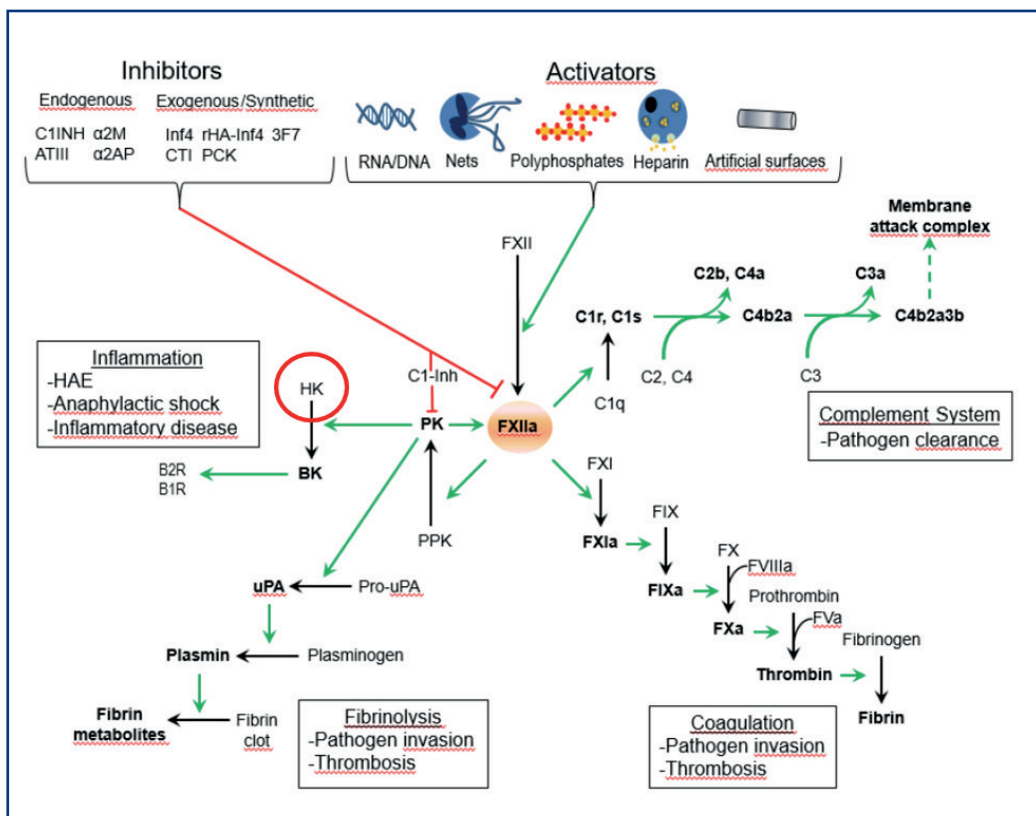 Inhibitors
Endogenous
Exogenous/Synthetic
C1INH α2M
ATIII α2AP
Inf4 rHA-Inf4 3F7
CTI PCK
Activators
RNA/DNA
Nets
Polyphosphates
Heparin
Artificial surfaces
FXII
Membrane
attack complex
C2b, C4a
C3a
C1r, C1s
C4b2a
C4b2a3b
C2, C4
C3
C1q
Inflammation
-HAE
-Anaphylactic shock
-Inflammatory disease
HK
C1-Inh
PK
FXIIa
Complement System
-Pathogen clearance
B2R
B1R
BK
PPK
FXI
FXIa
FIX
FIXa
FX
FVIIIa
FXa
Prothrombin
FVa
Thrombin
Fibrinogen
Fibrin
uPA
Pro-uPA
Plasmin
Plasminogen
Fibrin
metabolites
Fibrin
clot
Fibrinolysis
-Pathogen invasion
-Thrombosis
Coagulation
-Pathogen invasion
-Thrombosis